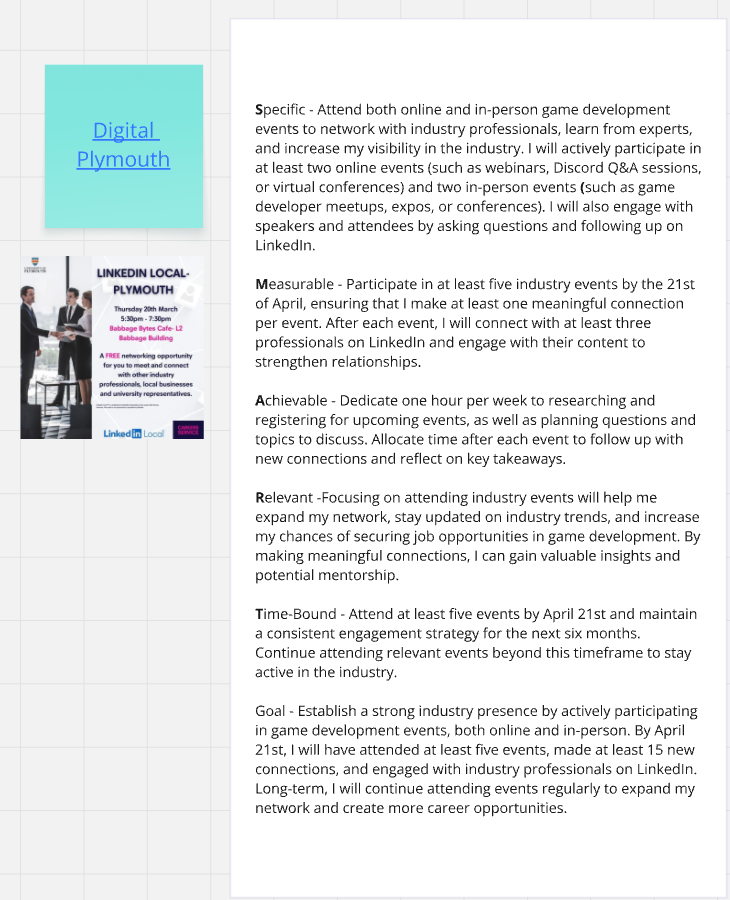 Digital
Plymouth
LINKEDIN LOCAL-
PLYMOUTH
Thursday 20th March
5:30pm - 7:30pm
Babbage Bytes Cafe- L2
Babbage Building
A FREE networking opportunity
for you to meet and connect
with other industry
professionals, local businesses
and university representatives.
LinkedIn Local
CAREERS
SERVICE
Specific - Attend both online and in-person game development
events to network with industry professionals, learn from experts,
and increase my visibility in the industry. I will actively participate in
at least two online events (such as webinars, Discord Q&A sessions,
or virtual conferences) and two in-person events (such as game
developer meetups, expos, or conferences). I will also engage with
speakers and attendees by asking questions and following up on
LinkedIn.
Measurable - Participate in at least five industry events by the 21st
of April, ensuring that I make at least one meaningful connection
per event. After each event, I will connect with at least three
professionals on LinkedIn and engage with their content to
strengthen relationships.
Achievable - Dedicate one hour per week to researching and
registering for upcoming events, as well as planning questions and
topics to discuss. Allocate time after each event to follow up with
new connections and reflect on key takeaways.
Relevant -Focusing on attending industry events will help me
expand my network, stay updated on industry trends, and increase
my chances of securing job opportunities in game development. By
making meaningful connections, I can gain valuable insights and
potential mentorship.
Time-Bound - Attend at least five events by April 21st and maintain
a consistent engagement strategy for the next six months.
Continue attending relevant events beyond this timeframe to stay
active in the industry.
Goal - Establish a strong industry presence by actively participating
in game development events, both online and in-person. By April
21st, I will have attended at least five events, made at least 15 new
connections, and engaged with industry professionals on LinkedIn.
Long-term, I will continue attending events regularly to expand my
network and create more career opportunities.